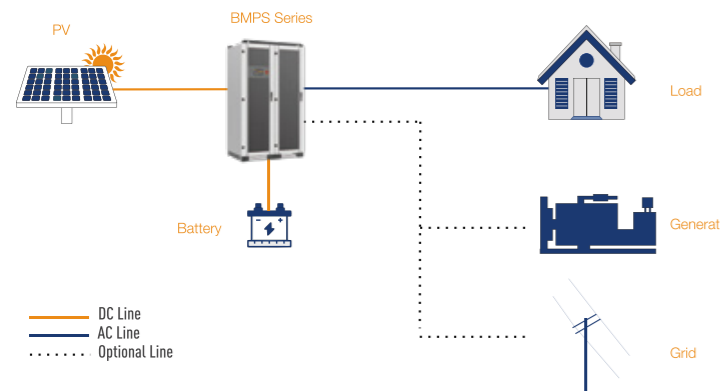 BMPS Series
PV
Load
Battery
Generat
DC Line
AC Line
Optional Line
Grid